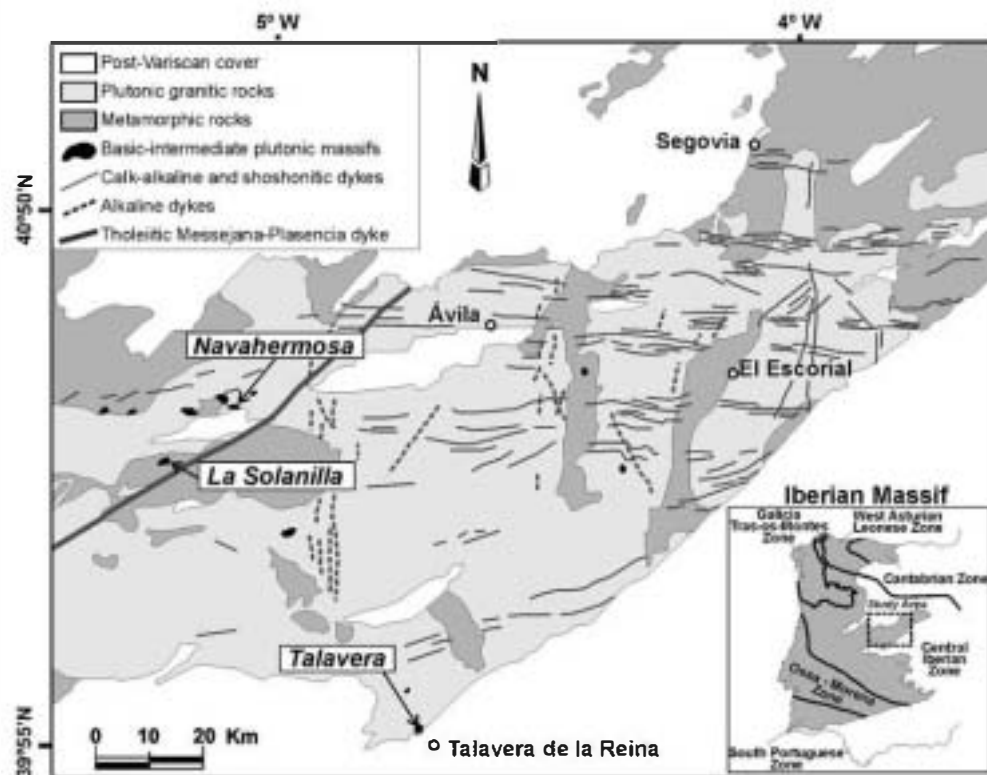 5º W
4º W
Post-Variscan cover
Plutonic granitic rocks
Metamorphic rocks
Basic-intermediate plutonic massifs
Calk-alkaline and shoshonitic dykes
Alkaline dykes
Tholeiitic Messejana-Plasencia dyke
N
Segovia
40º50'N
Ávila
Navahermosa
El Escorial
La Solanilla
Iberian Massif
Galicia
Tras-os-Montes
Zone
West Asturian
Leonese Zone
Cantabrian Zone
Study Area
Central
Iberian
Zone
Ossa - Morena
Zone
South Portuguese
Zone
Talavera
39º55'N
0 10 20 Km
Talavera de la Reina